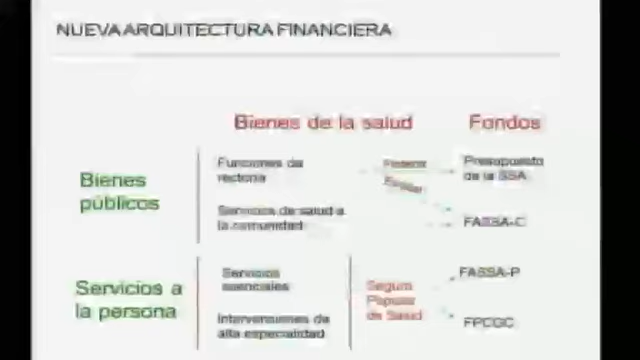 NUEVA ARQUITECTURA FINANCIERA
Bienes de la salud
Fondos
Bienes
públicos
Funciones de
rectoría
Federal
Estatal
Presupuesto
de la SSA
Servicios de salud a
la comunidad
FASSA-C
Servicios a
la persona
Servicios
esenciales
Intervenciones de
alta especialidad
Seguro
Popular
de Salud
FASSA-P
FPCGC